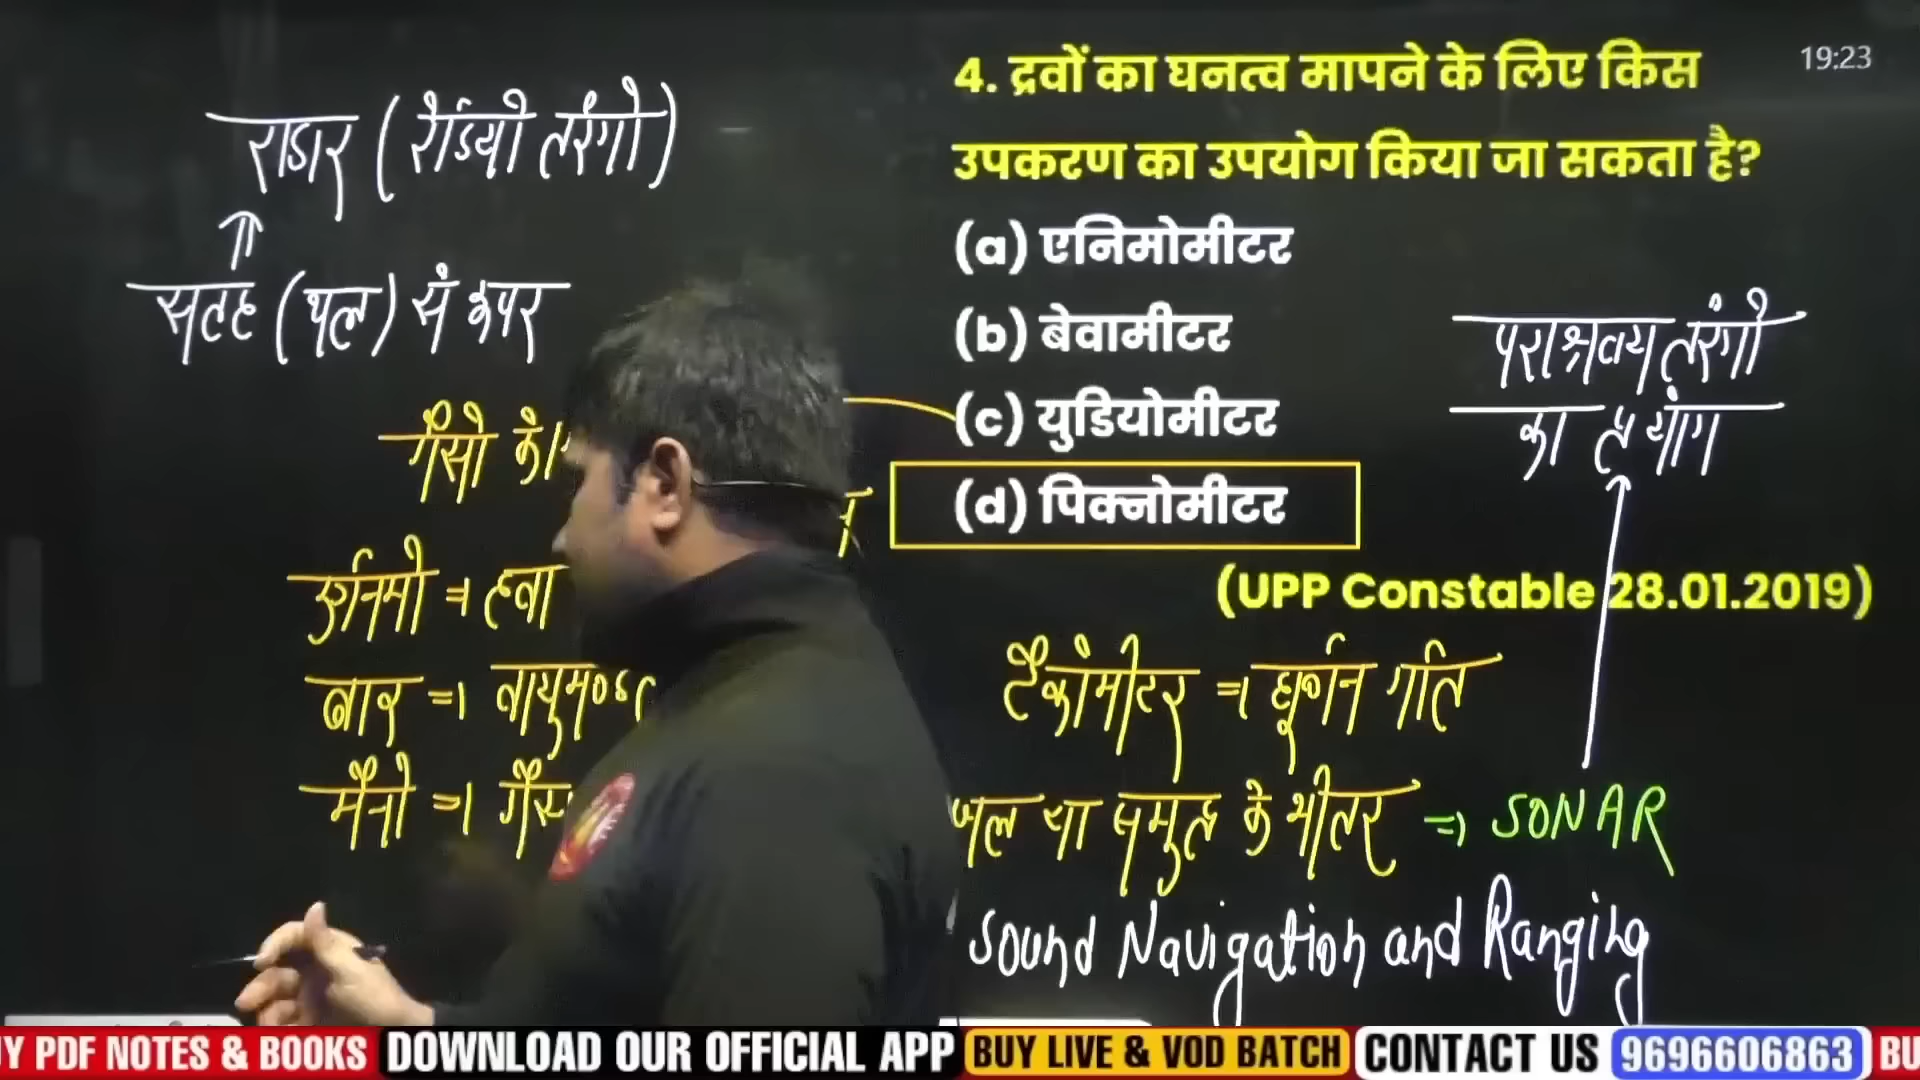 19:23
4. द्रवों का घनत्व मापने के लिए किस
उपकरण का उपयोग किया जा सकता है?
(a) एनिमोमीटर
(b) बेवामीटर
(c) युडियोमीटर
(d) पिक्नोमीटर
(UPP Constable 28.01.2019)
राडार (रेडियो तरंगो)
सतह (थल) से ऊपर
गैसो के
एनिमो ⇒ हवा
बार ⇒
मैनो ⇒ गैस
पराश्रव्य तरंगो
का
टैकोमीटर ⇒ घूर्णन गति
जल या समुद्र के भीतर ⇒ SONAR
Sound Navigation and Ranging
Y PDF NOTES & BOOKS DOWNLOAD OUR OFFICIAL APP BUY LIVE & VOD BATCH CONTACT US 9696606863 BU